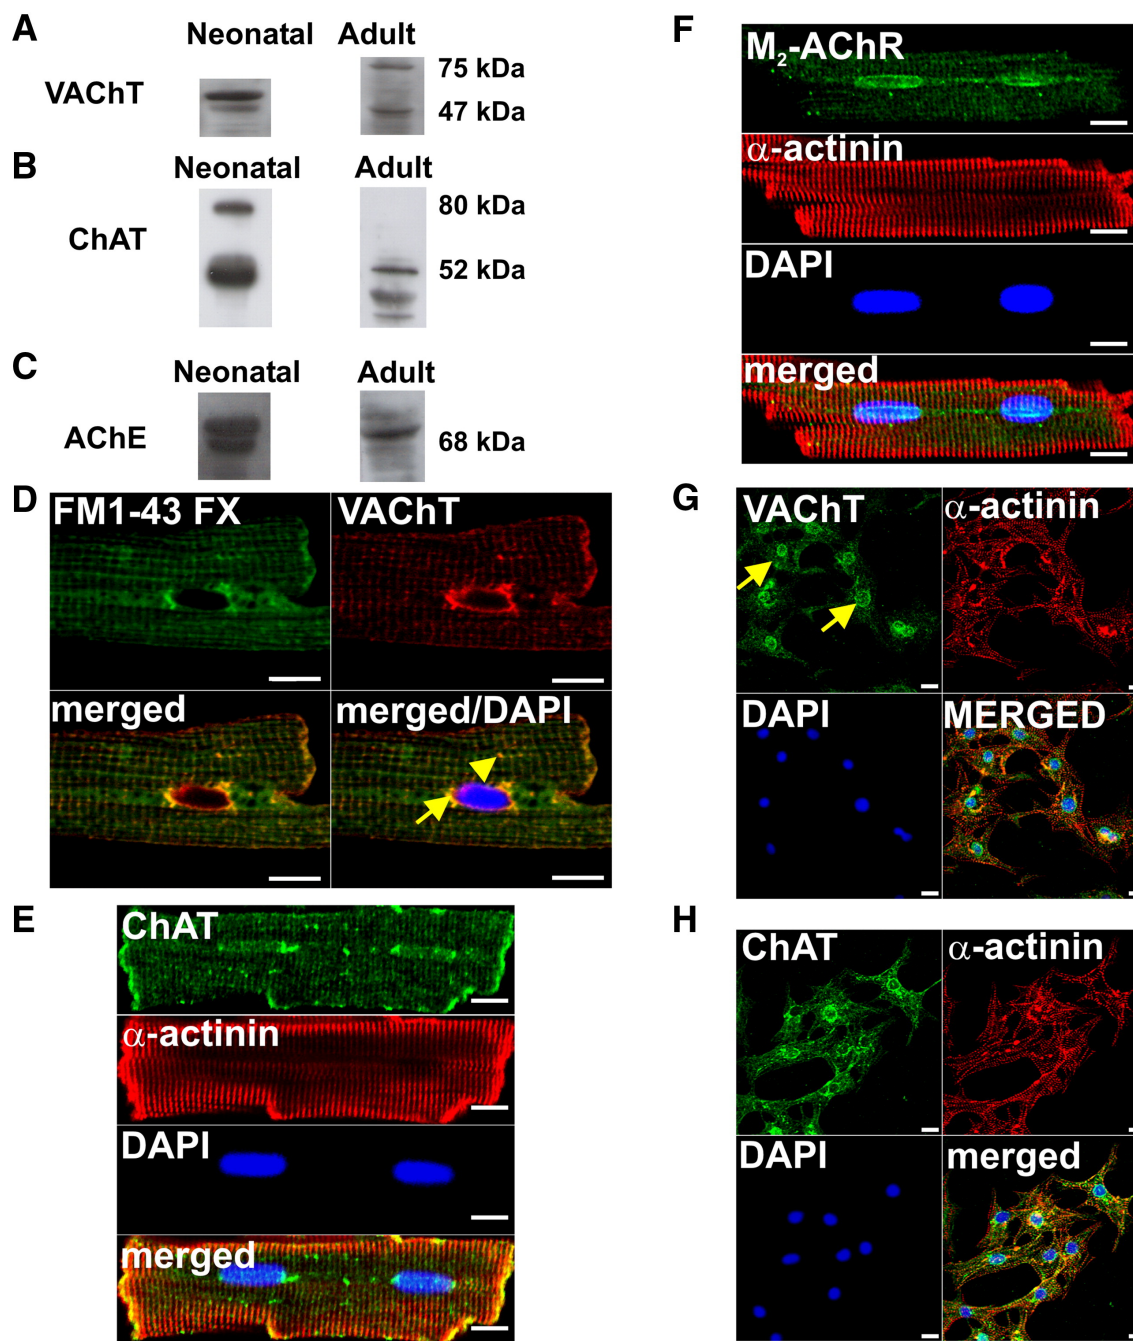 A
Neonatal Adult
VAChT
75 kDa
47 kDa
B
Neonatal Adult
ChAT
80 kDa
52 kDa
C
Neonatal Adult
AChE
68 kDa
D
FM1-43 FX
VAChT
merged
merged/DAPI
E
ChAT
α-actinin
DAPI
merged
F
M₂-AChR
α-actinin
DAPI
merged
G
VAChT
α-actinin
DAPI
MERGED
H
ChAT
α-actinin
DAPI
merged